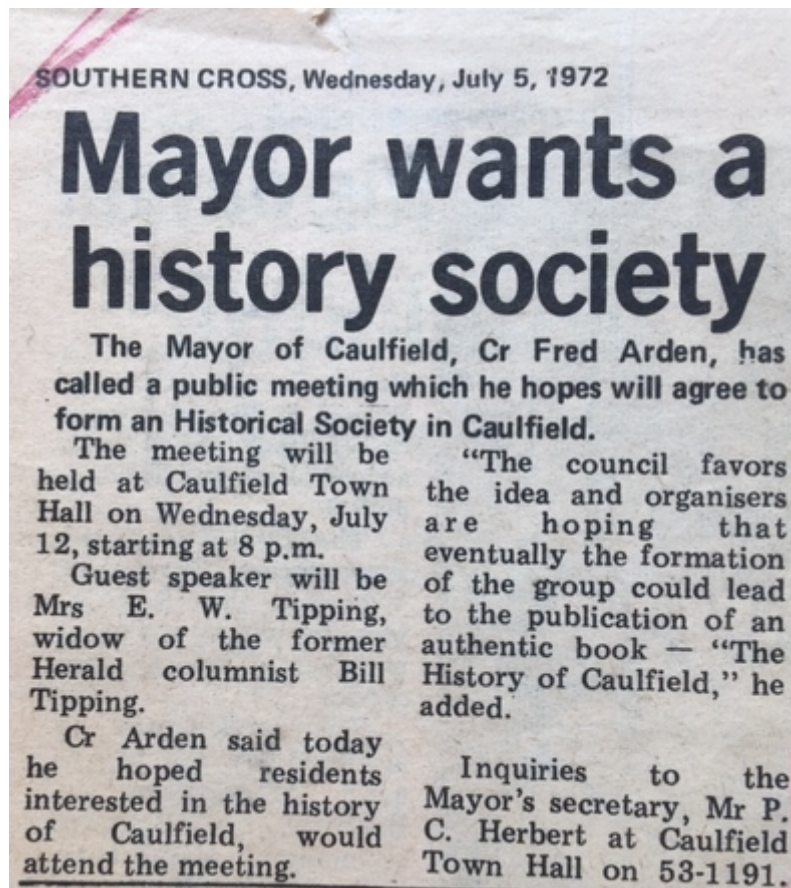 SOUTHERN CROSS, Wednesday, July 5, 1972
Mayor wants a
history society
The Mayor of Caulfield, Cr Fred Arden, has
called a public meeting which he hopes will agree to
form an Historical Society in Caulfield.
The meeting will be
held at Caulfield Town
Hall on Wednesday, July
12, starting at 8 p.m.
Guest speaker will be
Mrs E. W. Tipping,
widow of the former
Herald columnist Bill
Tipping.
Cr Arden said today
he hoped residents
interested in the history
of Caulfield, would
attend the meeting.
“The council favors
the idea and organisers
are hoping that
eventually the formation
of the group could lead
to the publication of an
authentic book — “The
History of Caulfield,” he
added.
Inquiries to the
Mayor's secretary, Mr P.
C. Herbert at Caulfield
Town Hall on 53-1191.